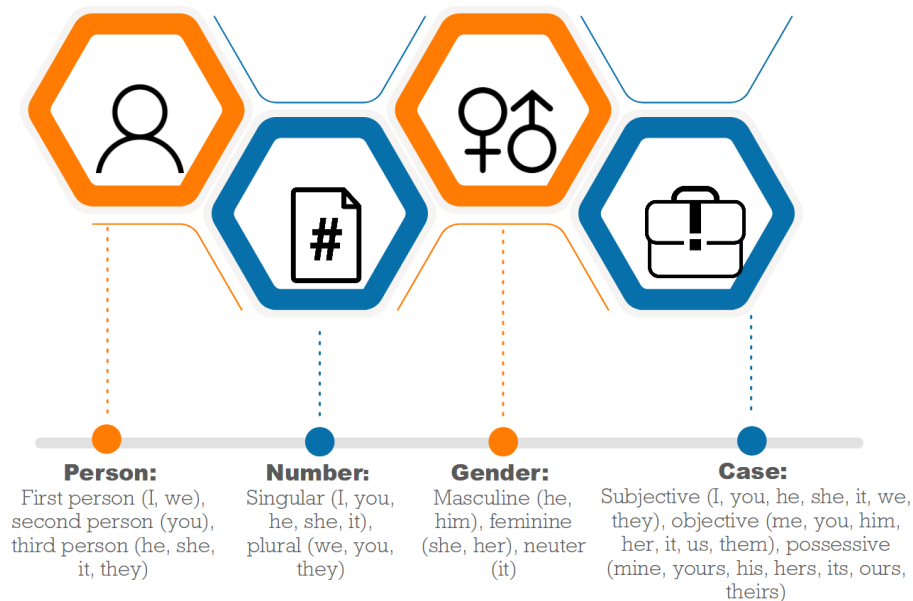 #
Person:
First person (I, we),
second person (you),
third person (he, she,
it, they)
Number:
Singular (I, you,
he, she, it),
plural (we, you,
they)
Gender:
Masculine (he,
him), feminine
(she, her), neuter
(it)
Case:
Subjective (I, you, he, she, it, we,
they), objective (me, you, him,
her, it, us, them), possessive
(mine, yours, his, hers, its, ours,
theirs)